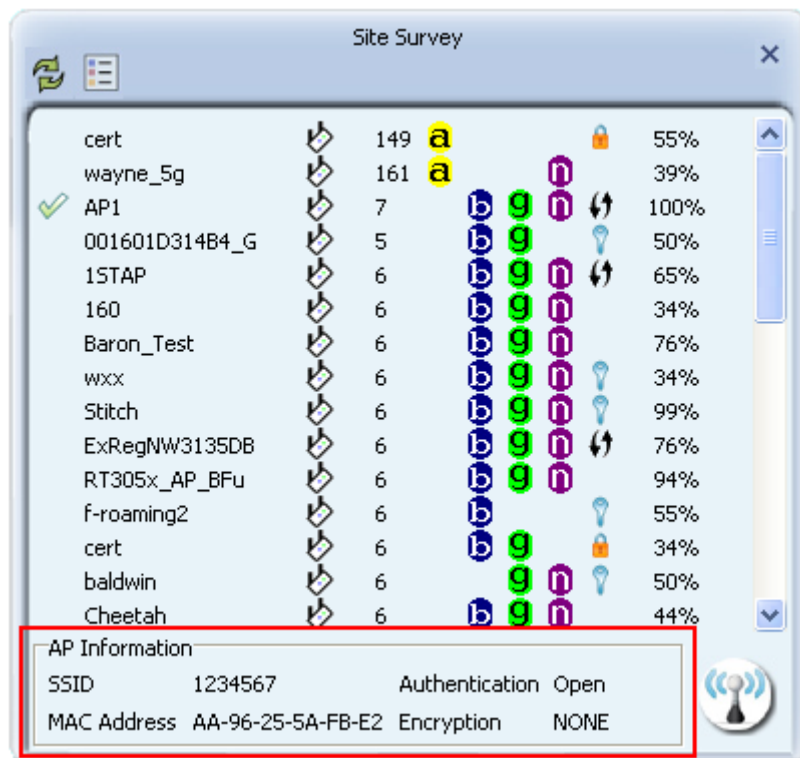 Site Survey
cert 149 a 55%
wayne_5g 161 a n 39%
AP1 7 b g n 100%
001601D314B4_G 5 b g 50%
1STAP 6 b g n 65%
160 6 b g n 34%
Baron_Test 6 b g n 76%
wxx 6 b g n 34%
Stitch 6 b g n 99%
ExRegNW3135DB 6 b g n 76%
RT305x_AP_BFu 6 b g n 94%
f-roaming2 6 b 55%
cert 6 b g 34%
baldwin 6 g n 50%
Cheetah 6 b g n 44%
AP Information
SSID 1234567 Authentication Open
MAC Address AA-96-25-5A-FB-E2 Encryption NONE